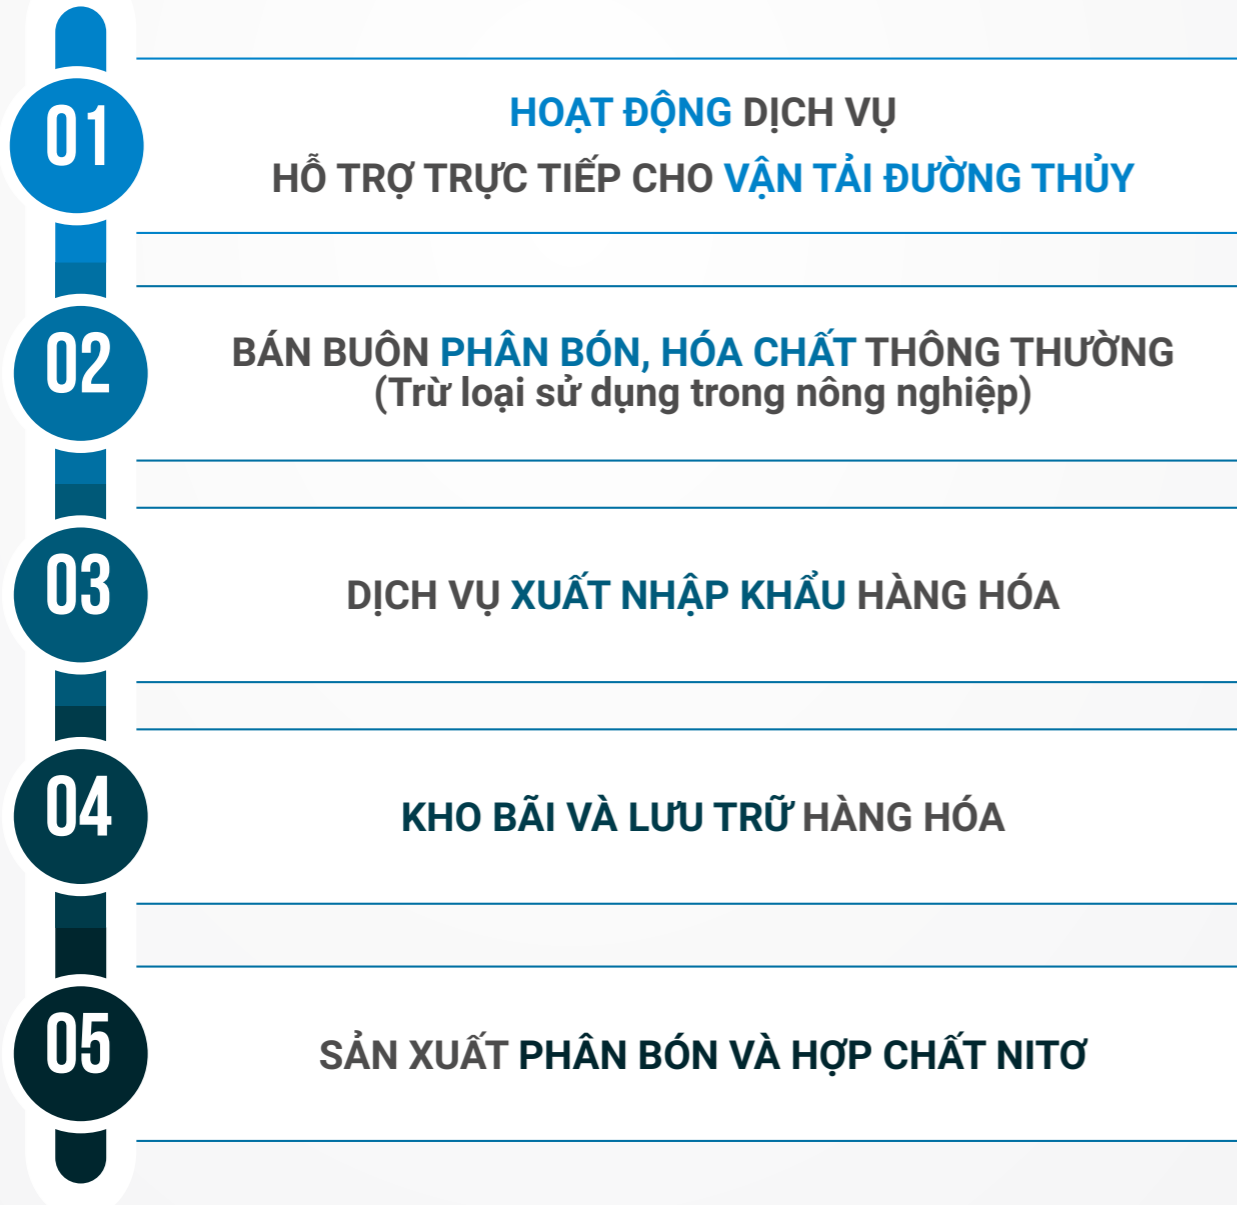 01
HOẠT ĐỘNG DỊCH VỤ
HỖ TRỢ TRỰC TIẾP CHO VẬN TẢI ĐƯỜNG THỦY
02
BÁN BUÔN PHÂN BÓN, HÓA CHẤT THÔNG THƯỜNG
(Trừ loại sử dụng trong nông nghiệp)
03
DỊCH VỤ XUẤT NHẬP KHẨU HÀNG HÓA
04
KHO BÃI VÀ LƯU TRỮ HÀNG HÓA
05
SẢN XUẤT PHÂN BÓN VÀ HỢP CHẤT NITƠ